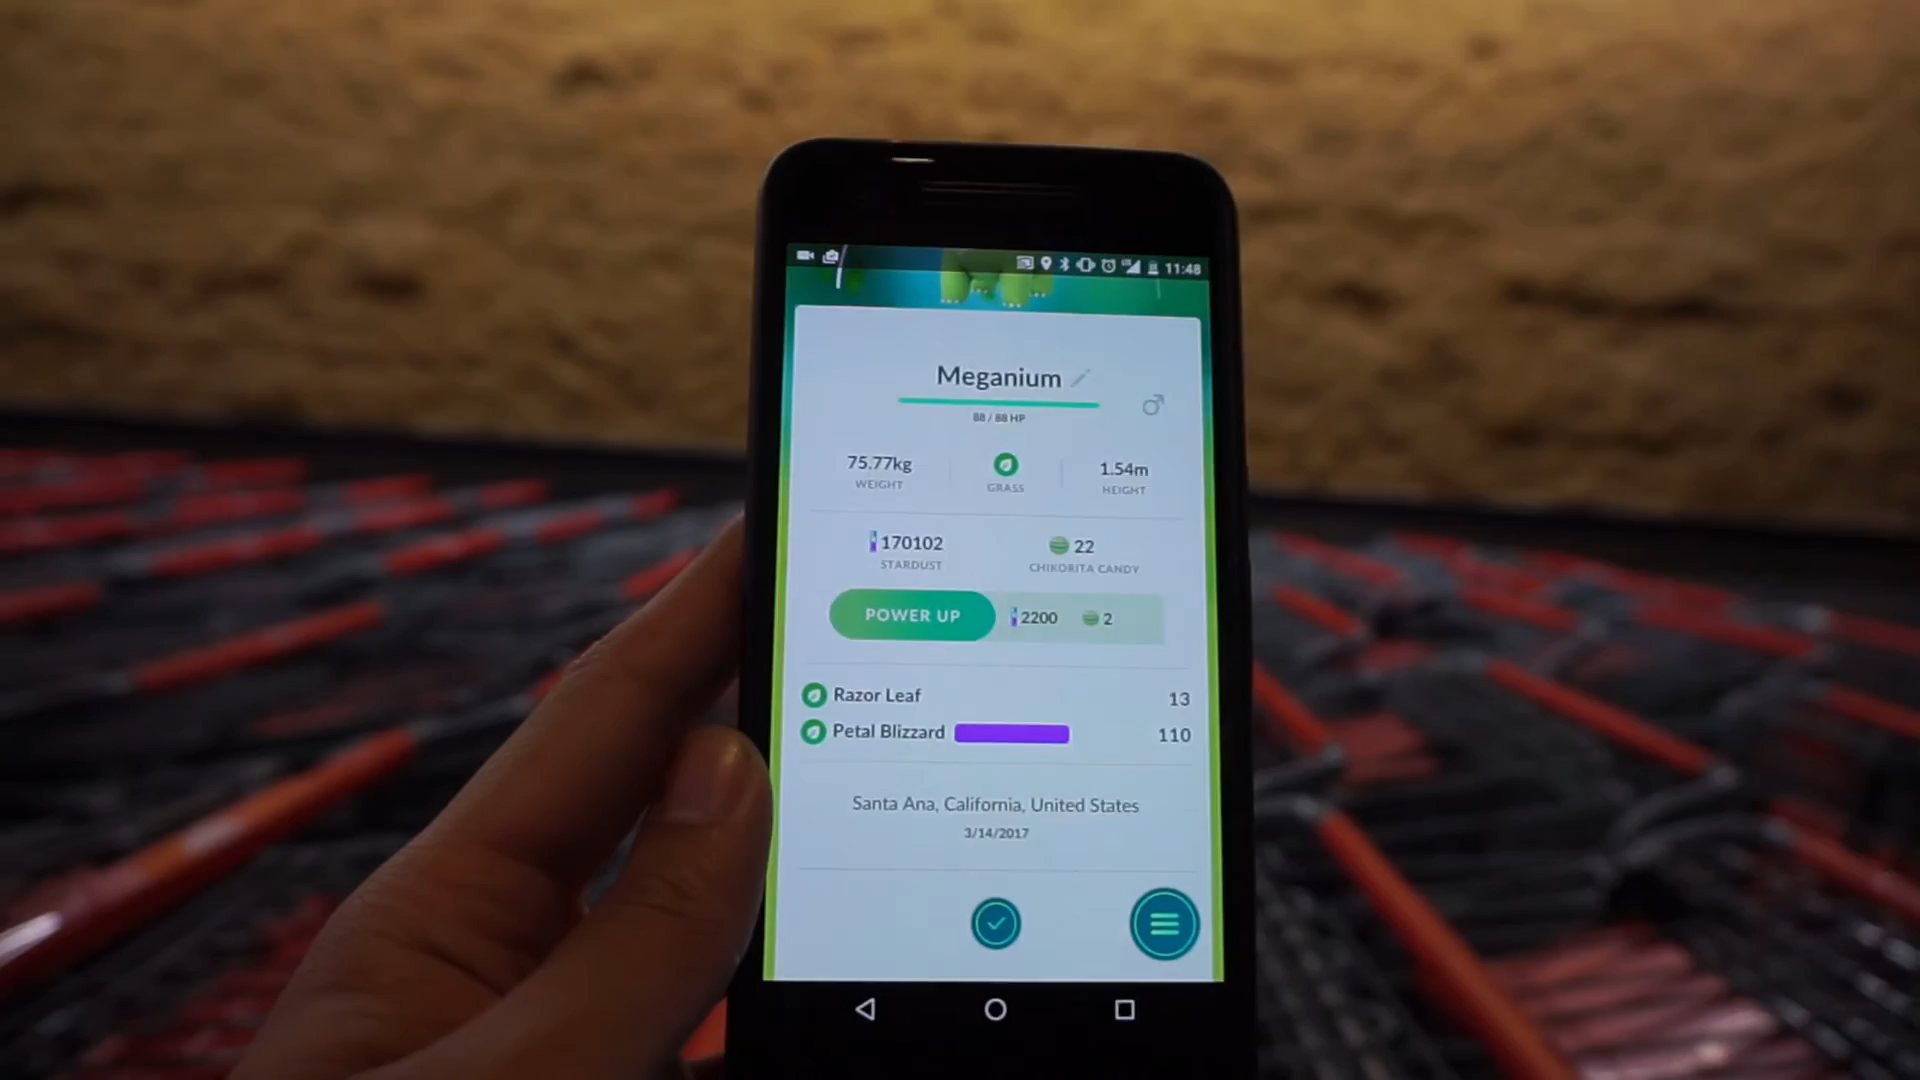 11:48
Meganium
88 / 88 HP
75.77kg
WEIGHT
GRASS
1.54m
HEIGHT
170102
STARDUST
22
CHIKORITA CANDY
POWER UP
2200
2
Razor Leaf
13
Petal Blizzard
110
Santa Ana, California, United States
3/14/2017